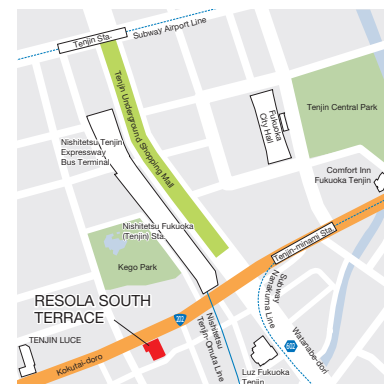 Tenjin Sta.
Subway Airport Line
Tenjin Underground Shopping Mall
Fukuoka
City Hall
Tenjin Central Park
Nishitetsu Tenjin
Expressway
Bus Terminal
Comfort Inn
Fukuoka Tenjin
Nishitetsu Fukuoka
(Tenjin) Sta.
Tenjin-minami Sta.
Kego Park
Subway
Nanakuma Line
RESOLA SOUTH
TERRACE
202
Nishitetsu
Tenjin-Omuta Line
Watanabe-dori
TENJIN LUCE
Kokutai-doro
Luz Fukuoka
Tenjin